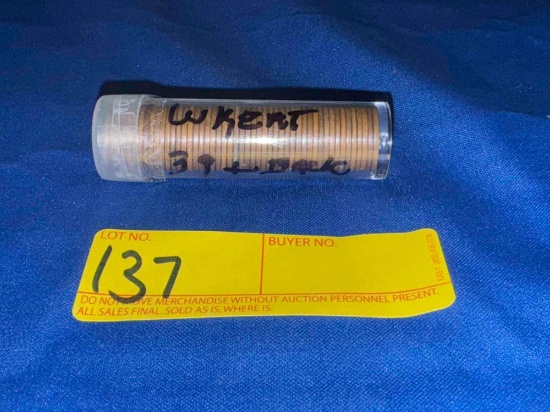 W KEAT
39 + BACK
LOT NO.
BUYER NO.
137
DO NOT MOVE MERCHANDISE WITHOUT AUCTION PERSONNEL PRESENT.
ALL SALES FINAL. SOLD AS IS, WHERE IS.